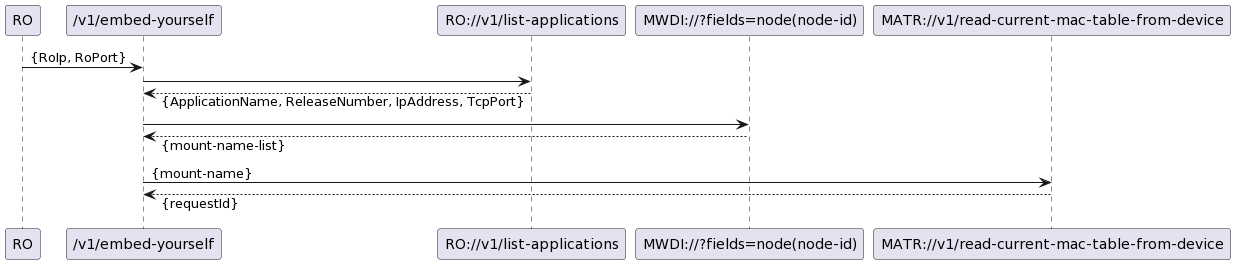 RO
/v1/embed-yourself
RO://v1/list-applications
MWDI://?fields=node(node-id)
MATR://v1/read-current-mac-table-from-device
{RoIp, RoPort}
{ApplicationName, ReleaseNumber, IpAddress, TcpPort}
{mount-name-list}
{mount-name}
{requestId}
RO
/v1/embed-yourself
RO://v1/list-applications
MWDI://?fields=node(node-id)
MATR://v1/read-current-mac-table-from-device